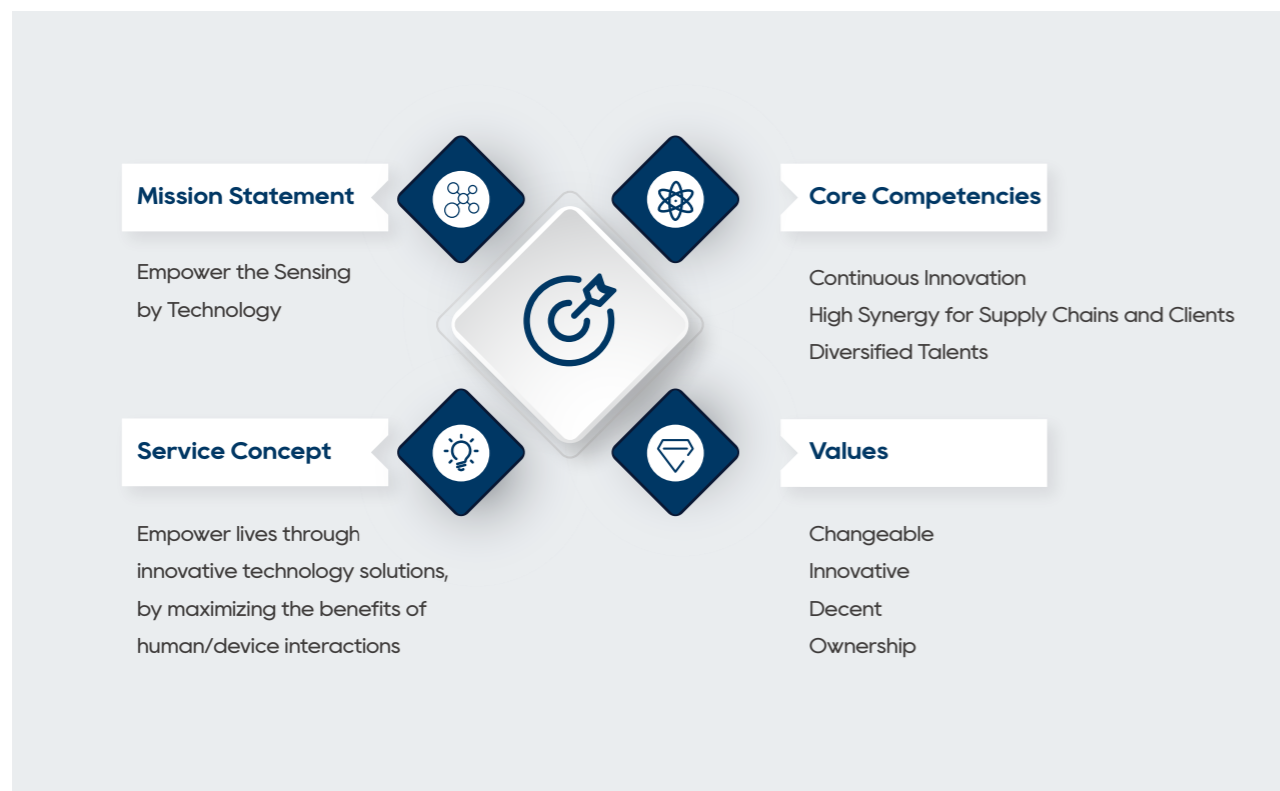 Mission Statement
Empower the Sensing
by Technology
Core Competencies
Continuous Innovation
High Synergy for Supply Chains and Clients
Diversified Talents
Service Concept
Empower lives through
innovative technology solutions,
by maximizing the benefits of
human/device interactions
Values
Changeable
Innovative
Decent
Ownership